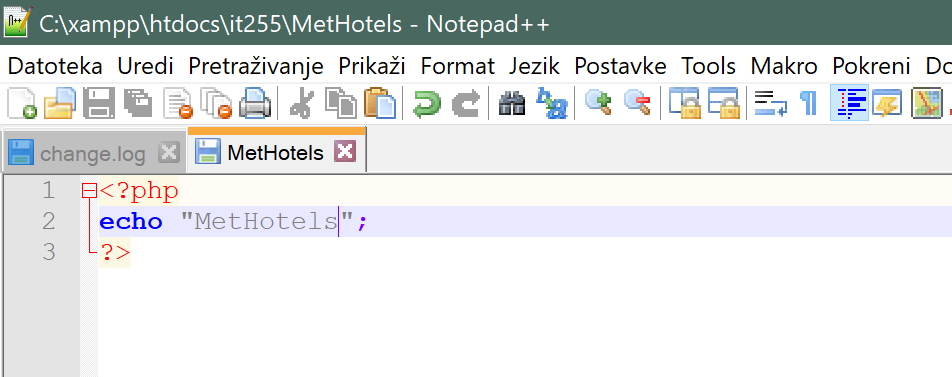 C:\xampp\htdocs\it255\MetHotels - Notepad++
Datoteka Uredi Pretraživanje Prikaži Format Jezik Postavke Tools Makro Pokreni Do
change.log MetHotels
1 <?php
2 echo "MetHotels";
3 ?>